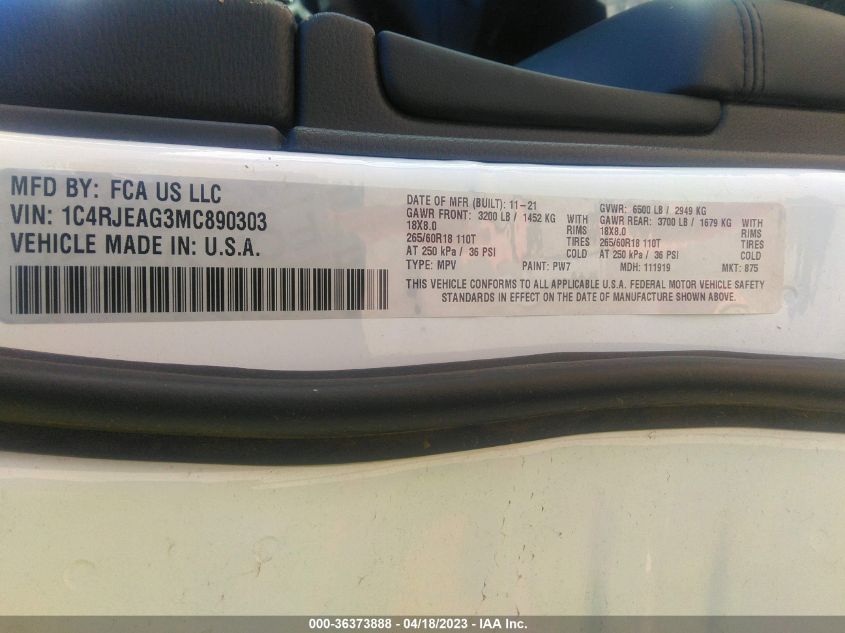 MFD BY: FCA US LLC
VIN: 1C4RJEAG3MC890303
VEHICLE MADE IN: U.S.A.
DATE OF MFR (BUILT): 11-21
GAWR FRONT: 3200 LB / 1452 KG WITH
18X8.0 RIMS
265/60R18 110T TIRES
AT 250 kPa / 36 PSI COLD
TYPE: MPV PAINT: PW7
GVWR: 6500 LB / 2949 KG
GAWR REAR: 3700 LB / 1679 KG WITH
18X8.0 RIMS
265/60R18 110T TIRES
AT 250 kPa / 36 PSI COLD
MDH: 111919 MKT: 875
THIS VEHICLE CONFORMS TO ALL APPLICABLE U.S.A. FEDERAL MOTOR VEHICLE SAFETY
STANDARDS IN EFFECT ON THE DATE OF MANUFACTURE SHOWN ABOVE.
000-36373888 - 04/18/2023 - IAA Inc.